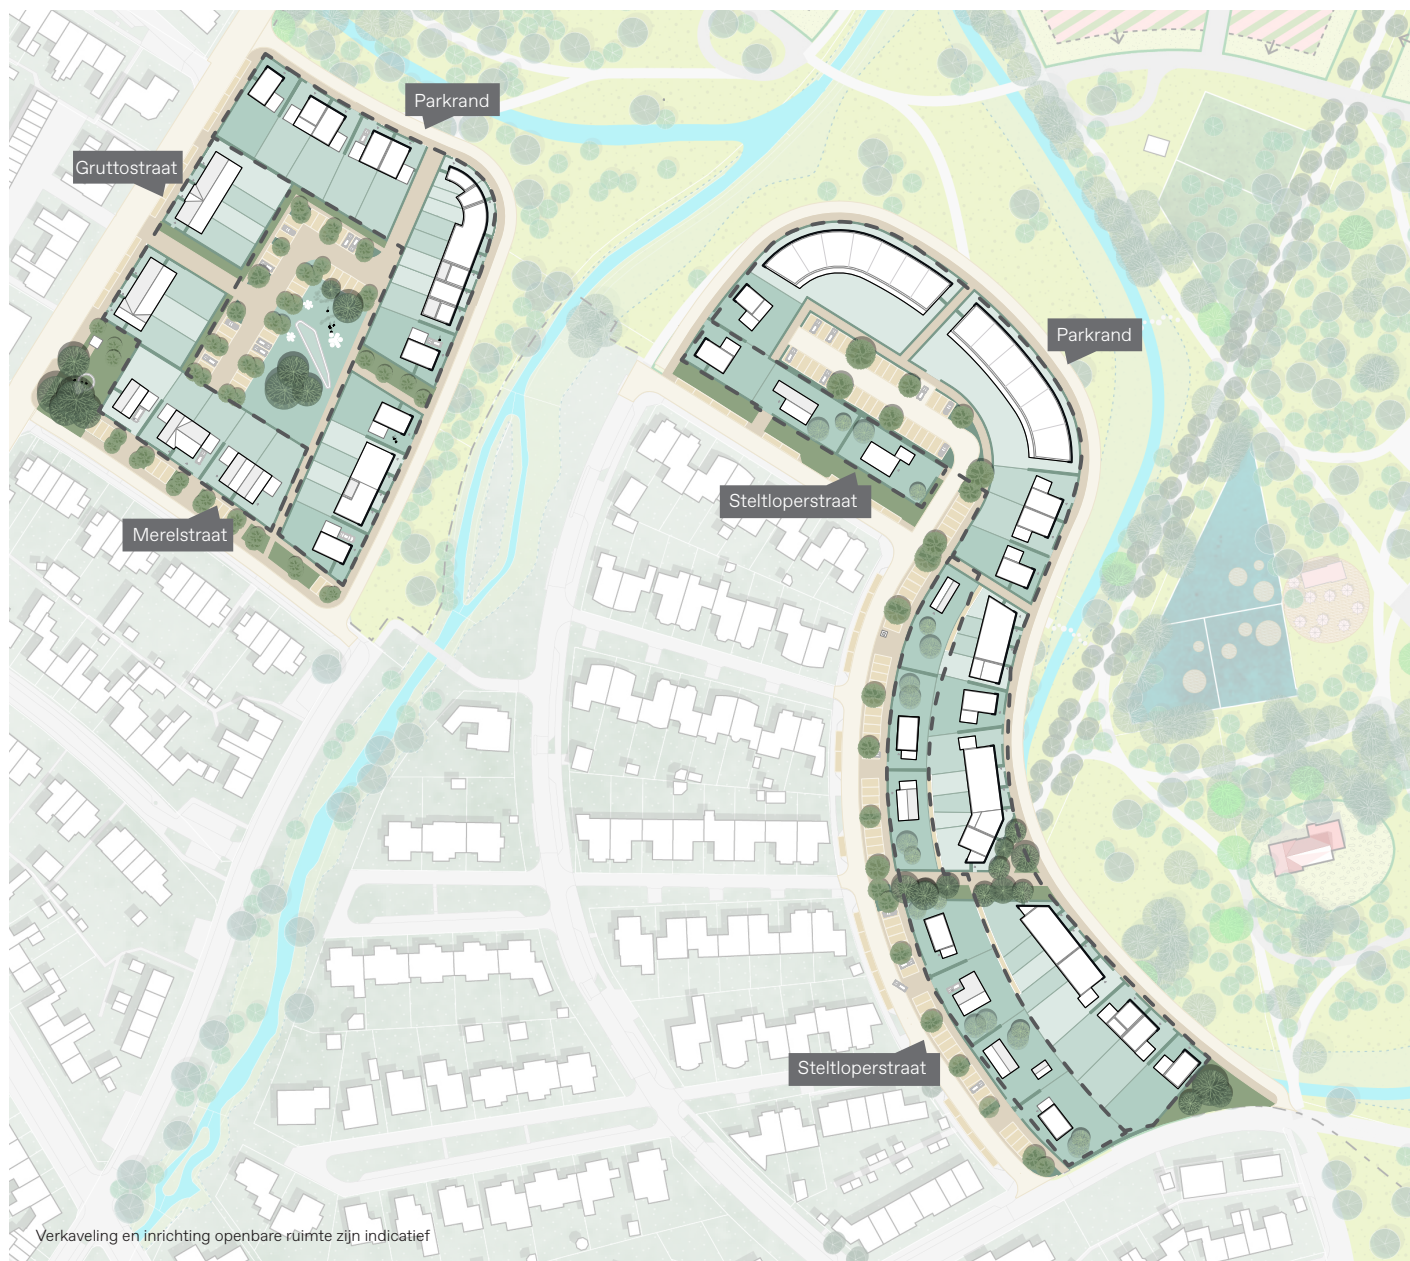 Parkrand
Gruttostraat
Parkrand
Steltloperstraat
Merelstraat
Steltloperstraat
Verkaveling en inrichting openbare ruimte zijn indicatief